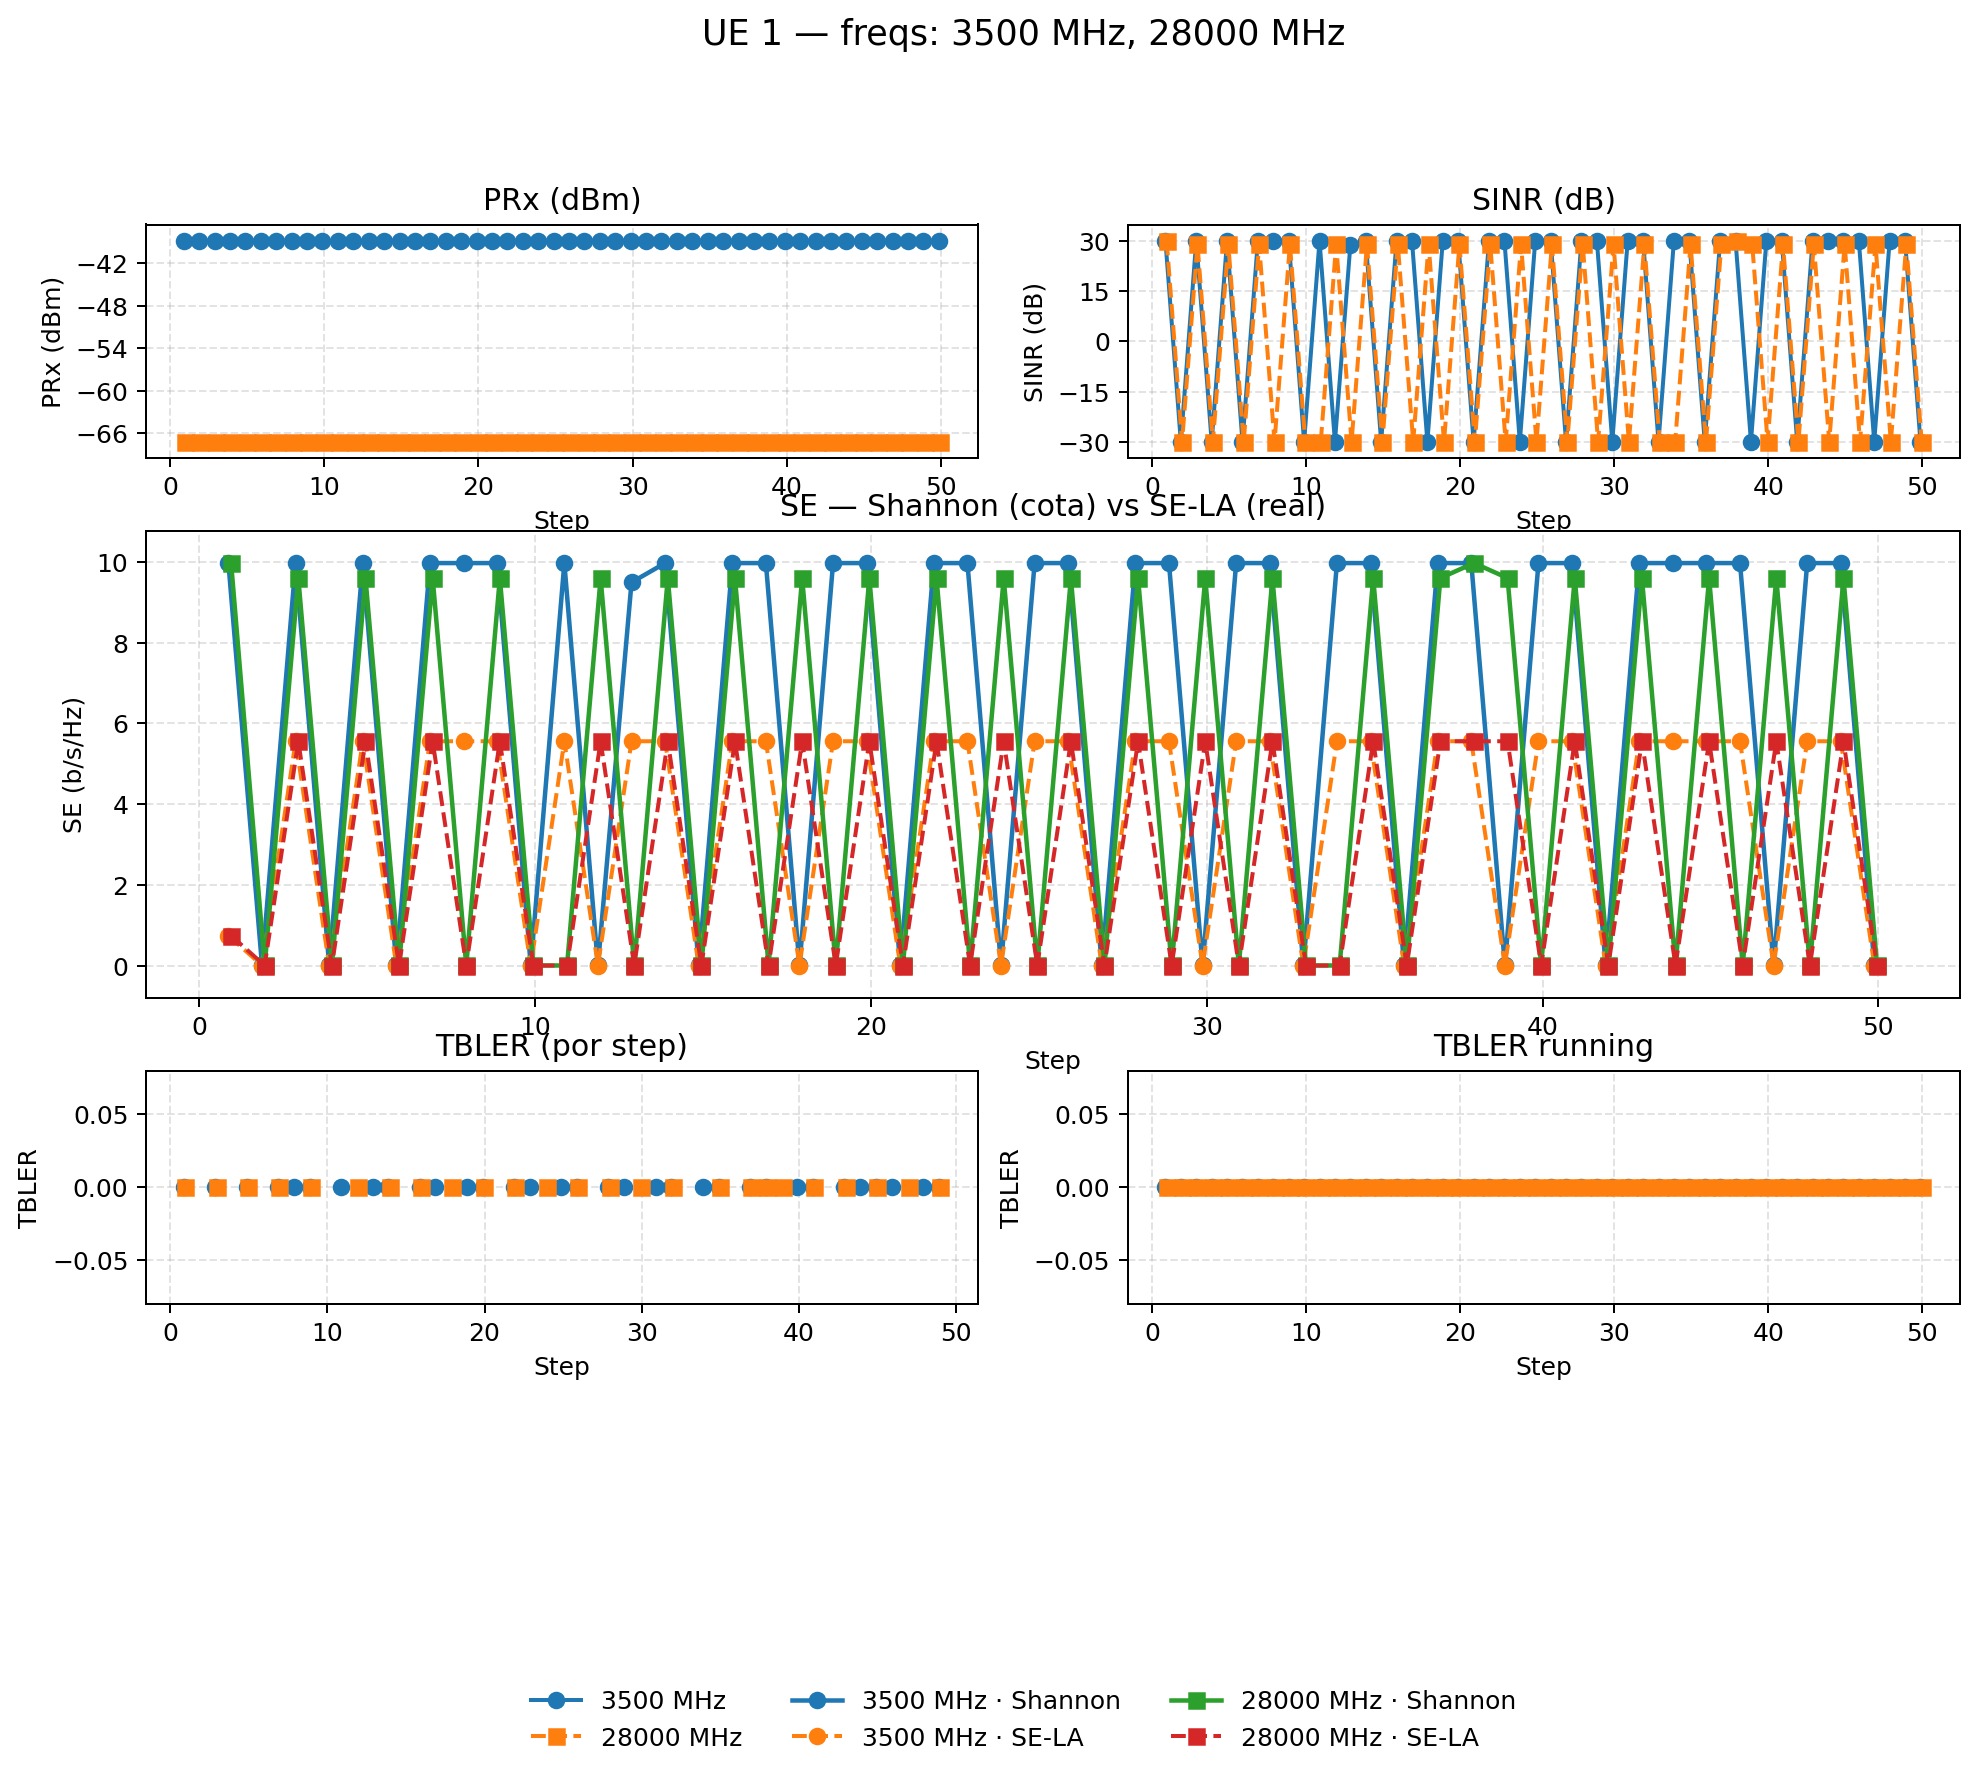 UE 1 — freqs: 3500 MHz, 28000 MHz
PRx (dBm)
PRx (dBm)
−42
−48
−54
−60
−66
0 10 20 30 40 50
Step
SINR (dB)
SINR (dB)
30
15
0
−15
−30
0 10 20 30 40 50
Step
SE — Shannon (cota) vs SE-LA (real)
SE (b/s/Hz)
10
8
6
4
2
0
0 10 20 30 40 50
Step
TBLER (por step)
TBLER
0.05
0.00
−0.05
0 10 20 30 40 50
Step
TBLER running
TBLER
0.05
0.00
−0.05
0 10 20 30 40 50
Step
3500 MHz
28000 MHz
3500 MHz · Shannon
3500 MHz · SE-LA
28000 MHz · Shannon
28000 MHz · SE-LA